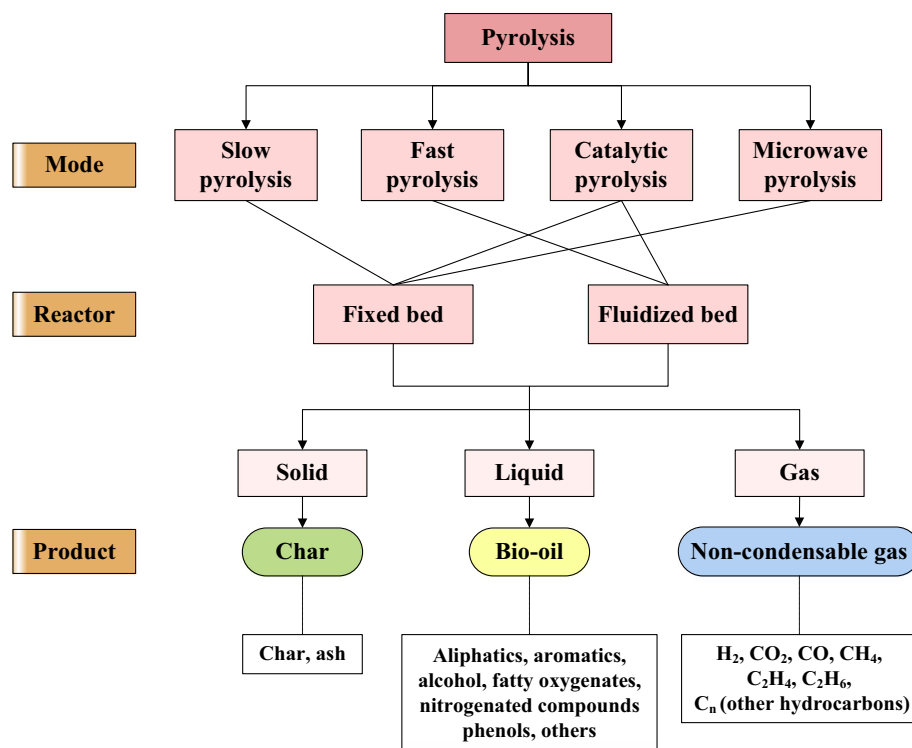 Pyrolysis
Mode
Slow
pyrolysis
Fast
pyrolysis
Catalytic
pyrolysis
Microwave
pyrolysis
Reactor
Fixed bed
Fluidized bed
Solid
Liquid
Gas
Product
Char
Bio-oil
Non-condensable gas
Char, ash
Aliphatics, aromatics,
alcohol, fatty oxygenates,
nitrogenated compounds
phenols, others
H₂, CO₂, CO, CH₄,
C₂H₄, C₂H₆,
Cₙ (other hydrocarbons)